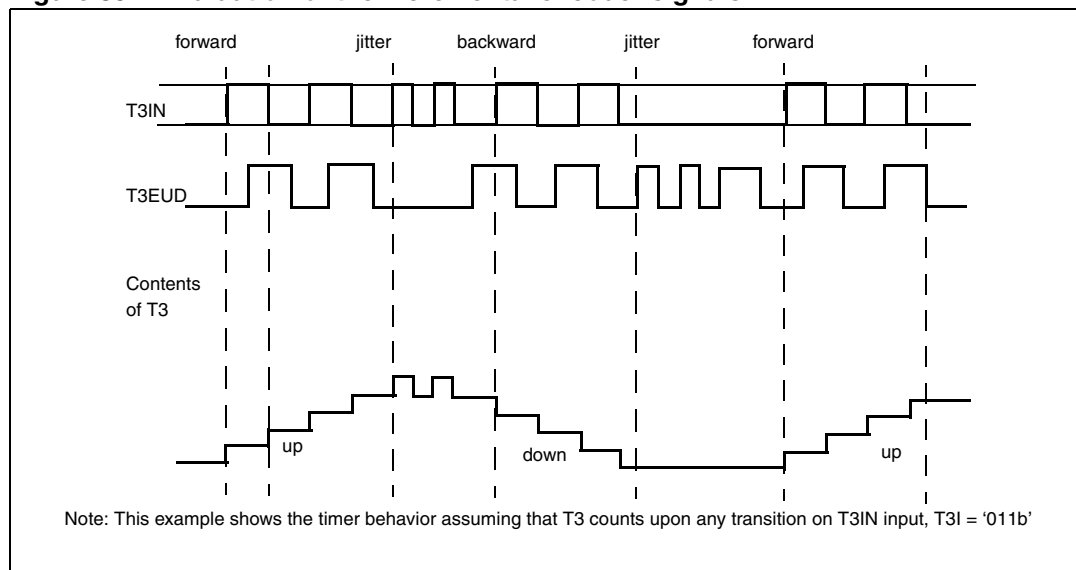 forward jitter backward jitter forward
T3IN
T3EUD
Contents
of T3
up down up
Note: This example shows the timer behavior assuming that T3 counts upon any transition on T3IN input, T3I = ‘011b’